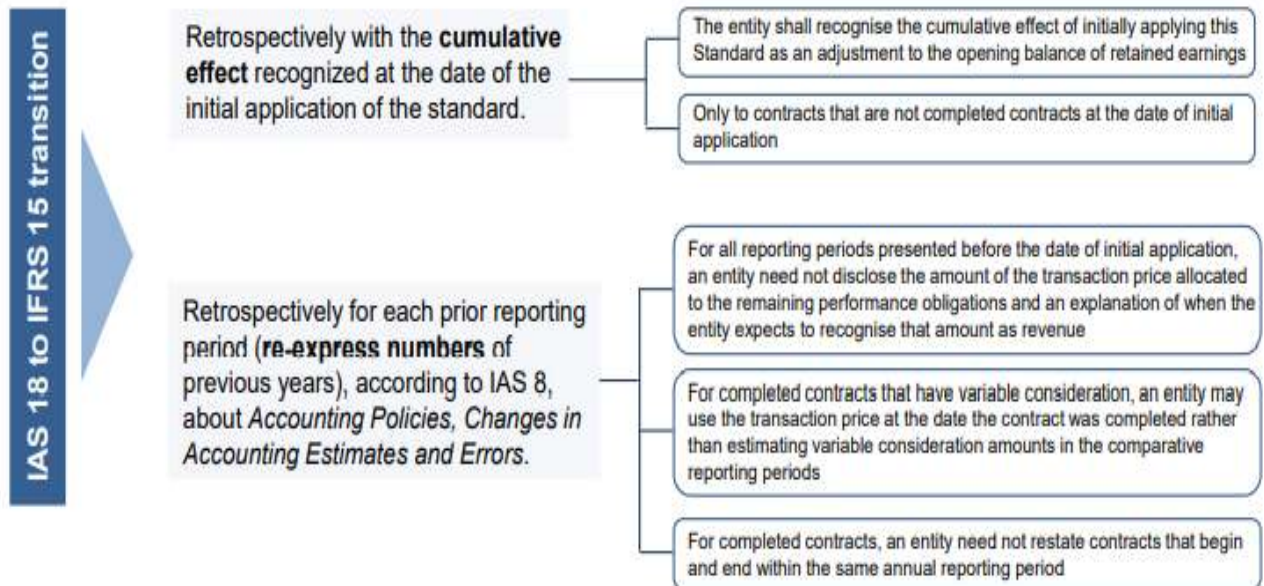 IAS 18 to IFRS 15 transition
Retrospectively with the cumulative
effect recognized at the date of the
initial application of the standard.
The entity shall recognise the cumulative effect of initially applying this
Standard as an adjustment to the opening balance of retained earnings
Only to contracts that are not completed contracts at the date of initial
application
Retrospectively for each prior reporting
period (re-express numbers of
previous years), according to IAS 8,
about Accounting Policies, Changes in
Accounting Estimates and Errors.
For all reporting periods presented before the date of initial application,
an entity need not disclose the amount of the transaction price allocated
to the remaining performance obligations and an explanation of when the
entity expects to recognise that amount as revenue
For completed contracts that have variable consideration, an entity may
use the transaction price at the date the contract was completed rather
than estimating variable consideration amounts in the comparative
reporting periods
For completed contracts, an entity need not restate contracts that begin
and end within the same annual reporting period